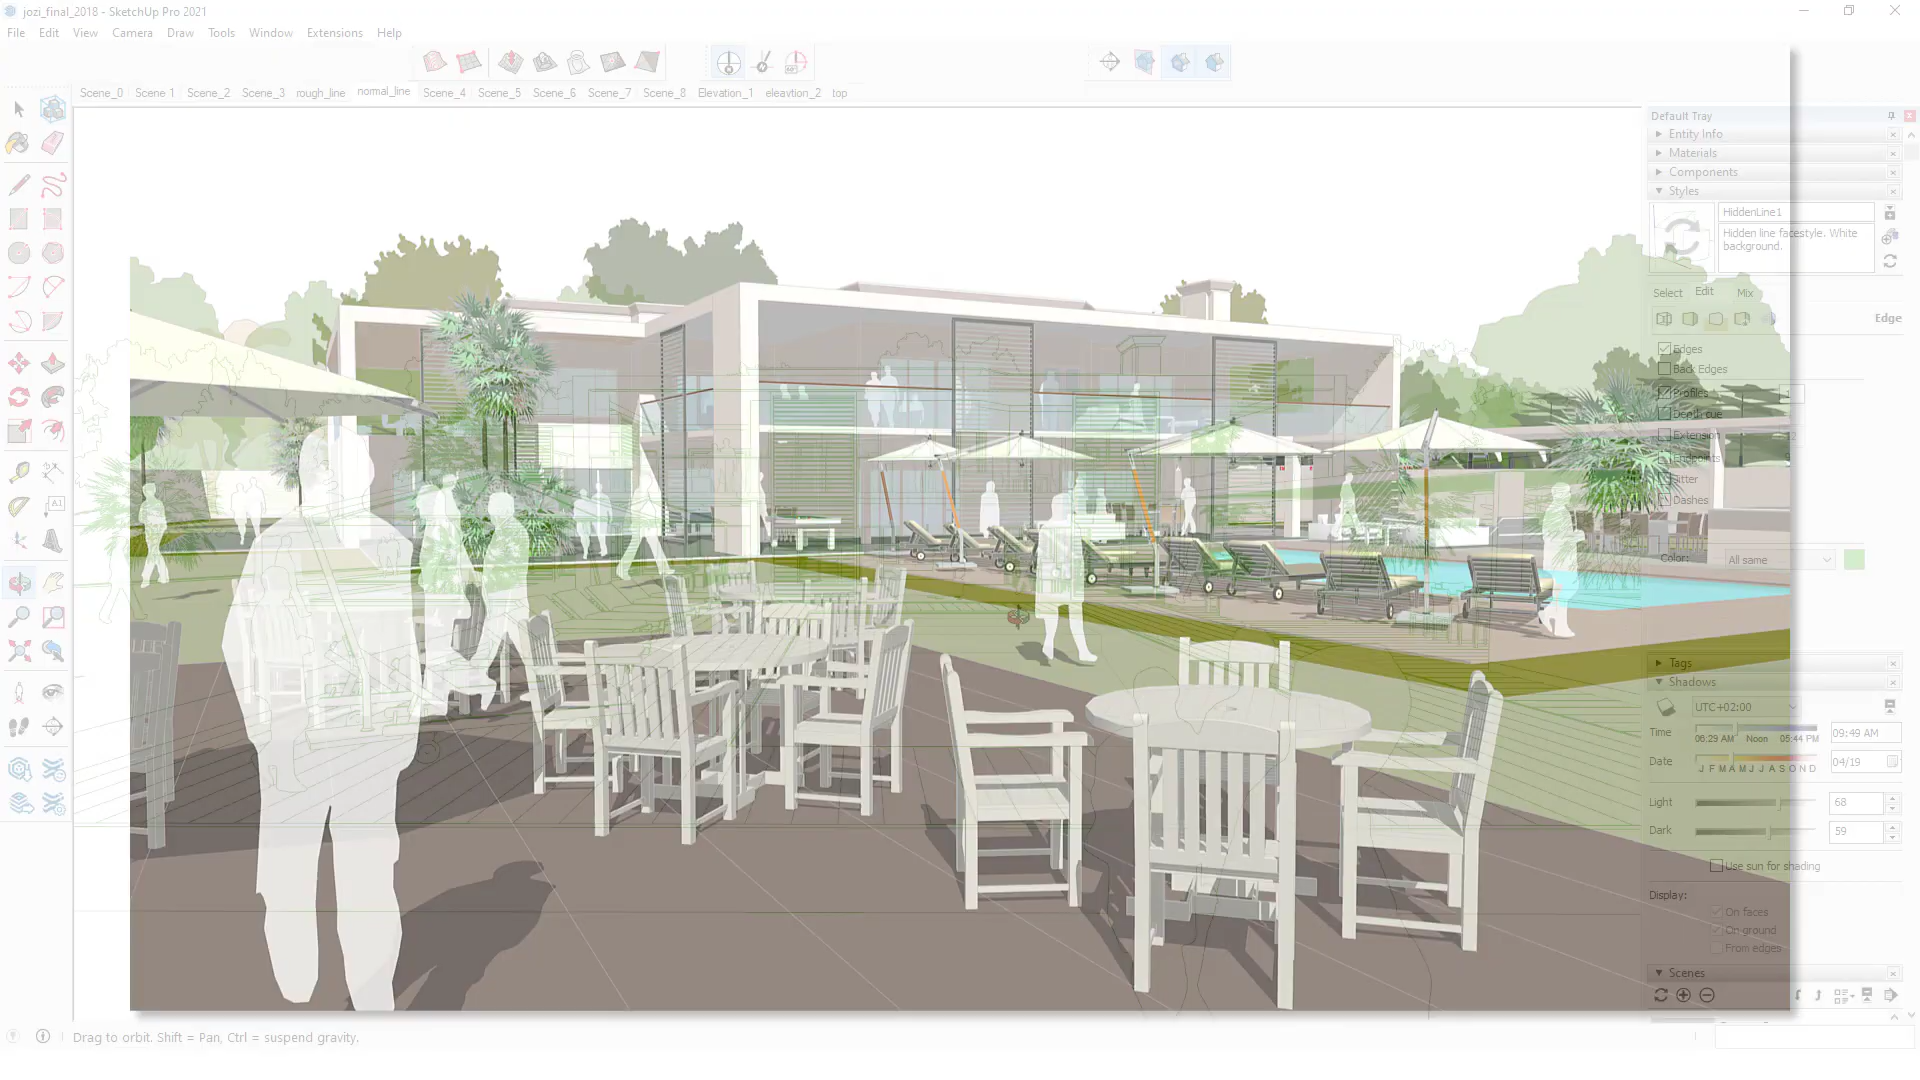 jozi_final_2018 - SketchUp Pro 2021
File Edit View Camera Draw Tools Window Extensions Help
Scene_0 Scene 1 Scene_2 Scene_3 rough_line normal_line Scene_4 Scene_5 Scene_6 Scene_7 Scene_8 Elevation_1 eleavtion_2 top
Default Tray
Entity Info
Materials
Components
Styles
HiddenLine1
Hidden line facestyle. White
background.
Select Edit Mix
Edge
Edges
Back Edges
Profiles
Depth cue
Extension
Endpoints
Jitter
Dashes
Color: All same
Tags
Shadows
UTC+02:00
Time 09:49 AM
06:29 AM Noon 05:44 PM
Date 04/19
J F M A M J J A S O N D
Light 68
Dark 59
Use sun for shading
Display:
On faces
On ground
From edges
Scenes
Drag to orbit. Shift = Pan, Ctrl = suspend gravity.